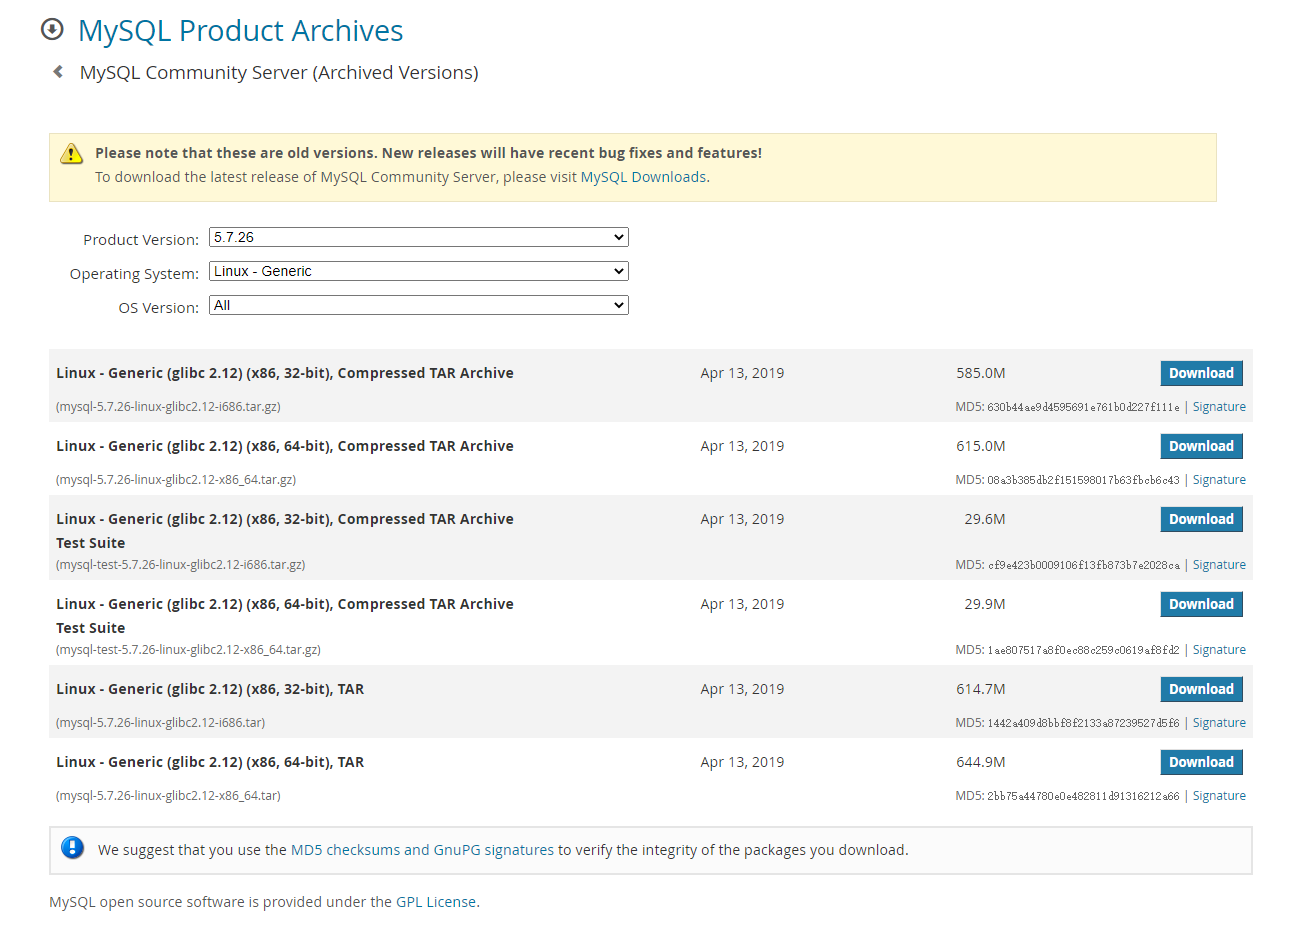 MySQL Product Archives
MySQL Community Server (Archived Versions)
Please note that these are old versions. New releases will have recent bug fixes and features!
To download the latest release of MySQL Community Server, please visit MySQL Downloads.
Product Version: 5.7.26
Operating System: Linux - Generic
OS Version: All
Linux - Generic (glibc 2.12) (x86, 32-bit), Compressed TAR Archive Apr 13, 2019 585.0M Download
(mysql-5.7.26-linux-glibc2.12-i686.tar.gz) MD5: 630b44ae9d4595691e761b0d227f111e | Signature
Linux - Generic (glibc 2.12) (x86, 64-bit), Compressed TAR Archive Apr 13, 2019 615.0M Download
(mysql-5.7.26-linux-glibc2.12-x86_64.tar.gz) MD5: 08a3b385db2f151598017b63fbcb6c43 | Signature
Linux - Generic (glibc 2.12) (x86, 32-bit), Compressed TAR Archive Apr 13, 2019 29.6M Download
Test Suite
(mysql-test-5.7.26-linux-glibc2.12-i686.tar.gz) MD5: cf9e423b0009106f13fb873b7e2028ca | Signature
Linux - Generic (glibc 2.12) (x86, 64-bit), Compressed TAR Archive Apr 13, 2019 29.9M Download
Test Suite
(mysql-test-5.7.26-linux-glibc2.12-x86_64.tar.gz) MD5: 1ae807517a8f0ec88c259c0619af8fd2 | Signature
Linux - Generic (glibc 2.12) (x86, 32-bit), TAR Apr 13, 2019 614.7M Download
(mysql-5.7.26-linux-glibc2.12-i686.tar) MD5: 1442a409d8bbf8f2133a87239527d5f6 | Signature
Linux - Generic (glibc 2.12) (x86, 64-bit), TAR Apr 13, 2019 644.9M Download
(mysql-5.7.26-linux-glibc2.12-x86_64.tar) MD5: 2bb75a44780e0e482811d91316212a66 | Signature
We suggest that you use the MD5 checksums and GnuPG signatures to verify the integrity of the packages you download.
MySQL open source software is provided under the GPL License.